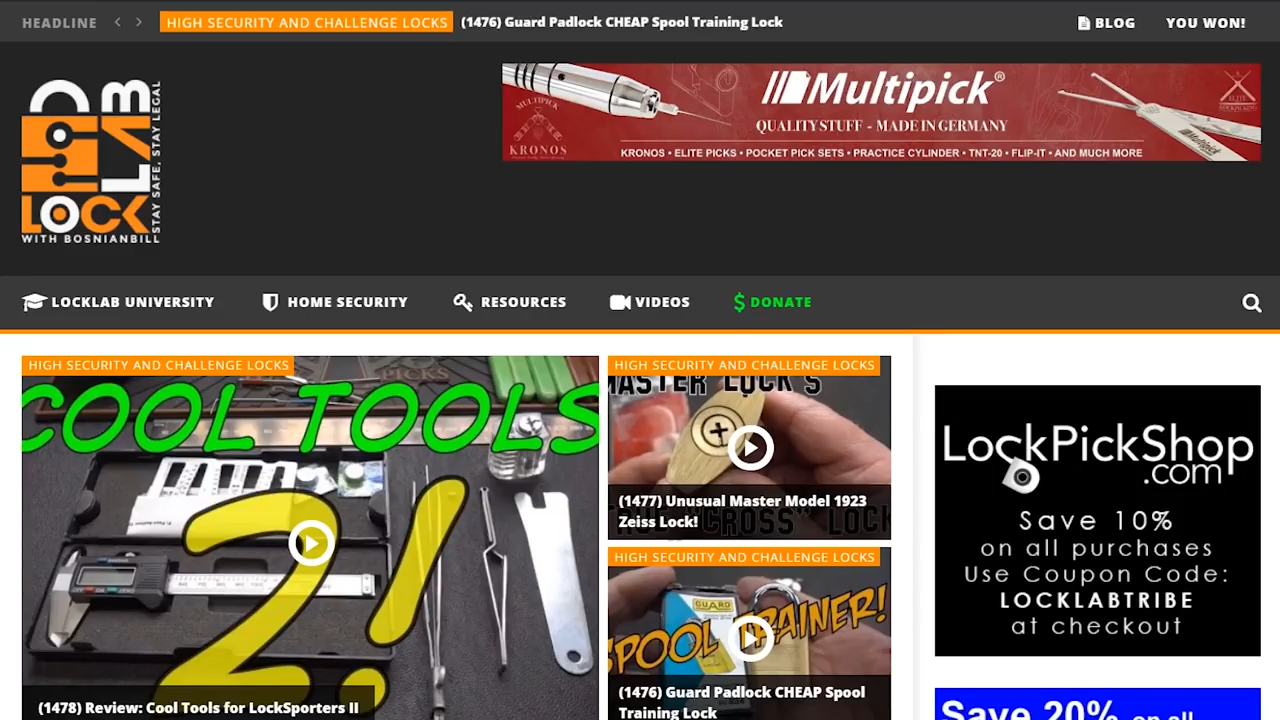 HEADLINE
HIGH SECURITY AND CHALLENGE LOCKS
(1476) Guard Padlock CHEAP Spool Training Lock
BLOG
YOU WON!
LAB
LOCK
WITH BOSNIANBILL
STAY SAFE. STAY LEGAL
Multipick®
QUALITY STUFF - MADE IN GERMANY
MULTIPICK
KRONOS
KRONOS • ELITE PICKS • POCKET PICK SETS • PRACTICE CYLINDER • TNT-20 • FLIP-IT • AND MUCH MORE
LOCKLAB UNIVERSITY
HOME SECURITY
RESOURCES
VIDEOS
$ DONATE
HIGH SECURITY AND CHALLENGE LOCKS
COOL TOOLS
2!
(1478) Review: Cool Tools for LockSporters II
HIGH SECURITY AND CHALLENGE LOCKS
MASTER LOCK'S
"CROSS" LOCK
(1477) Unusual Master Model 1923
Zeiss Lock!
HIGH SECURITY AND CHALLENGE LOCKS
GUARD
SPOOL TRAINER!
(1476) Guard Padlock CHEAP Spool
Training Lock
LockPickShop
.com
Save 10%
on all purchases
Use Coupon Code:
LOCKLABTRIBE
at checkout
Save 20% on all